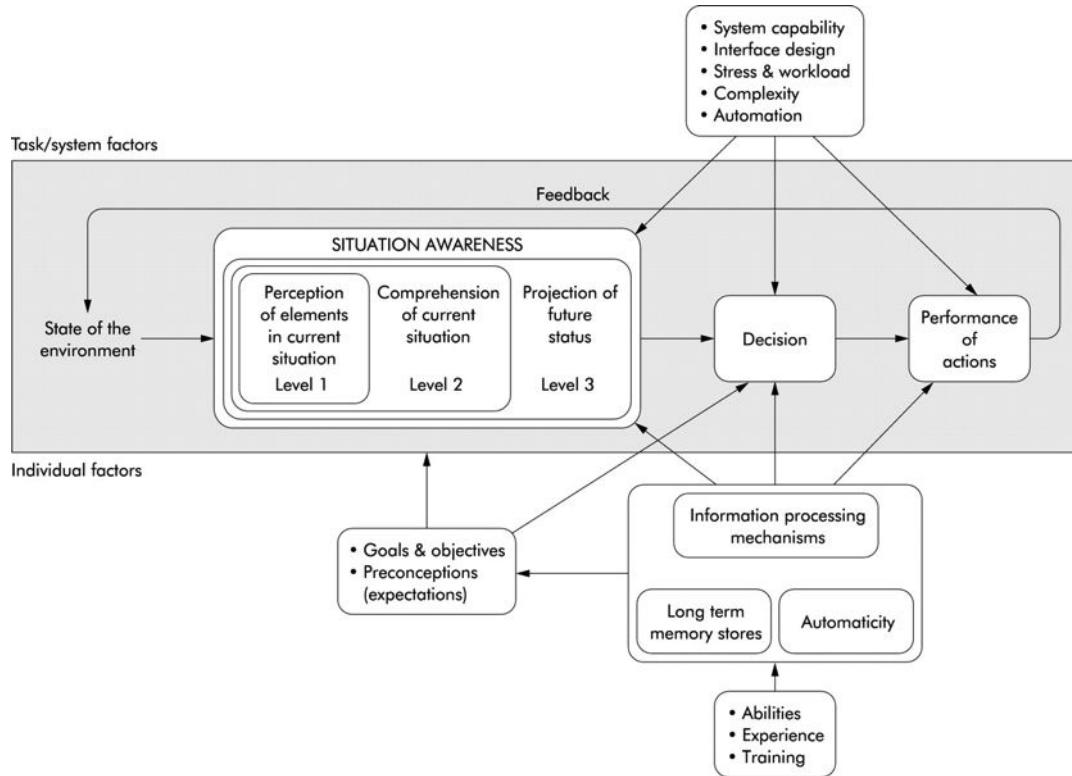 • System capability
• Interface design
• Stress & workload
• Complexity
• Automation
Task/system factors
Feedback
SITUATION AWARENESS
Perception
of elements
in current
situation
Level 1
Comprehension
of current
situation
Level 2
Projection of
future
status
Level 3
State of the
environment
Decision
Performance
of
actions
Individual factors
• Goals & objectives
• Preconceptions
(expectations)
Information processing
mechanisms
Long term
memory stores
Automaticity
• Abilities
• Experience
• Training